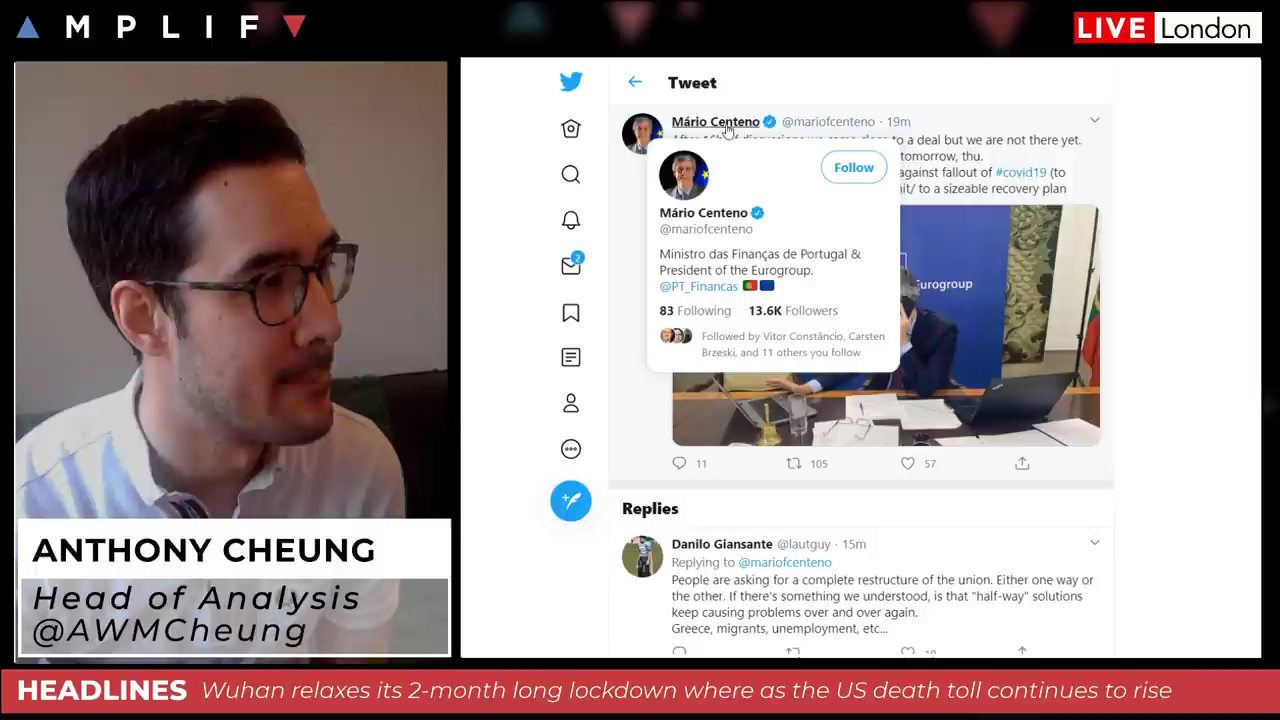 AMPLIFY
LIVE London
Tweet
Mário Centeno @mariofcenteno · 19m
to a deal but we are not there yet.
tomorrow, thu.
against fallout of #covid19 (to
to a sizeable recovery plan
Follow
Mário Centeno
@mariofcenteno
Ministro das Finanças de Portugal &
President of the Eurogroup.
@PT_Financas
83 Following 13.6K Followers
Followed by Vitor Constâncio, Carsten
Brzeski, and 11 others you follow
Eurogroup
2
11 105 57
Replies
Danilo Giansante @lautguy · 15m
Replying to @mariofcenteno
People are asking for a complete restructure of the union. Either one way or
the other. If there's something we understood, is that "half-way" solutions
keep causing problems over and over again.
Greece, migrants, unemployment, etc...
ANTHONY CHEUNG
Head of Analysis
@AWMCheung
HEADLINES Wuhan relaxes its 2-month long lockdown where as the US death toll continues to rise